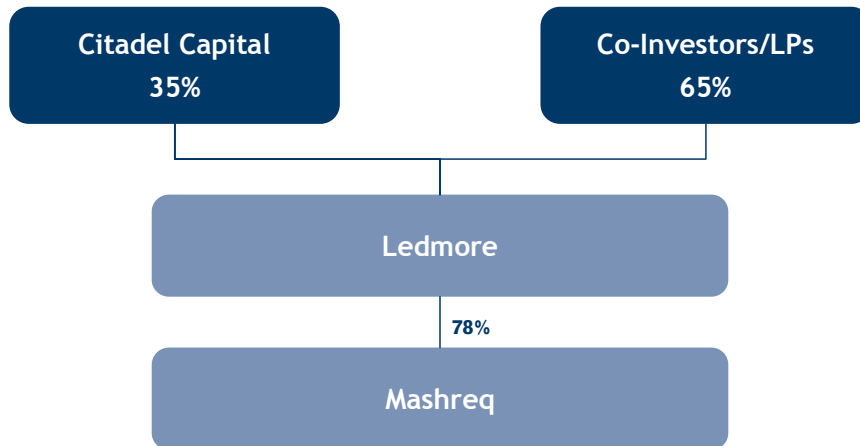 Citadel Capital
35%
Co-Investors/LPs
65%
Ledmore
78%
Mashreq